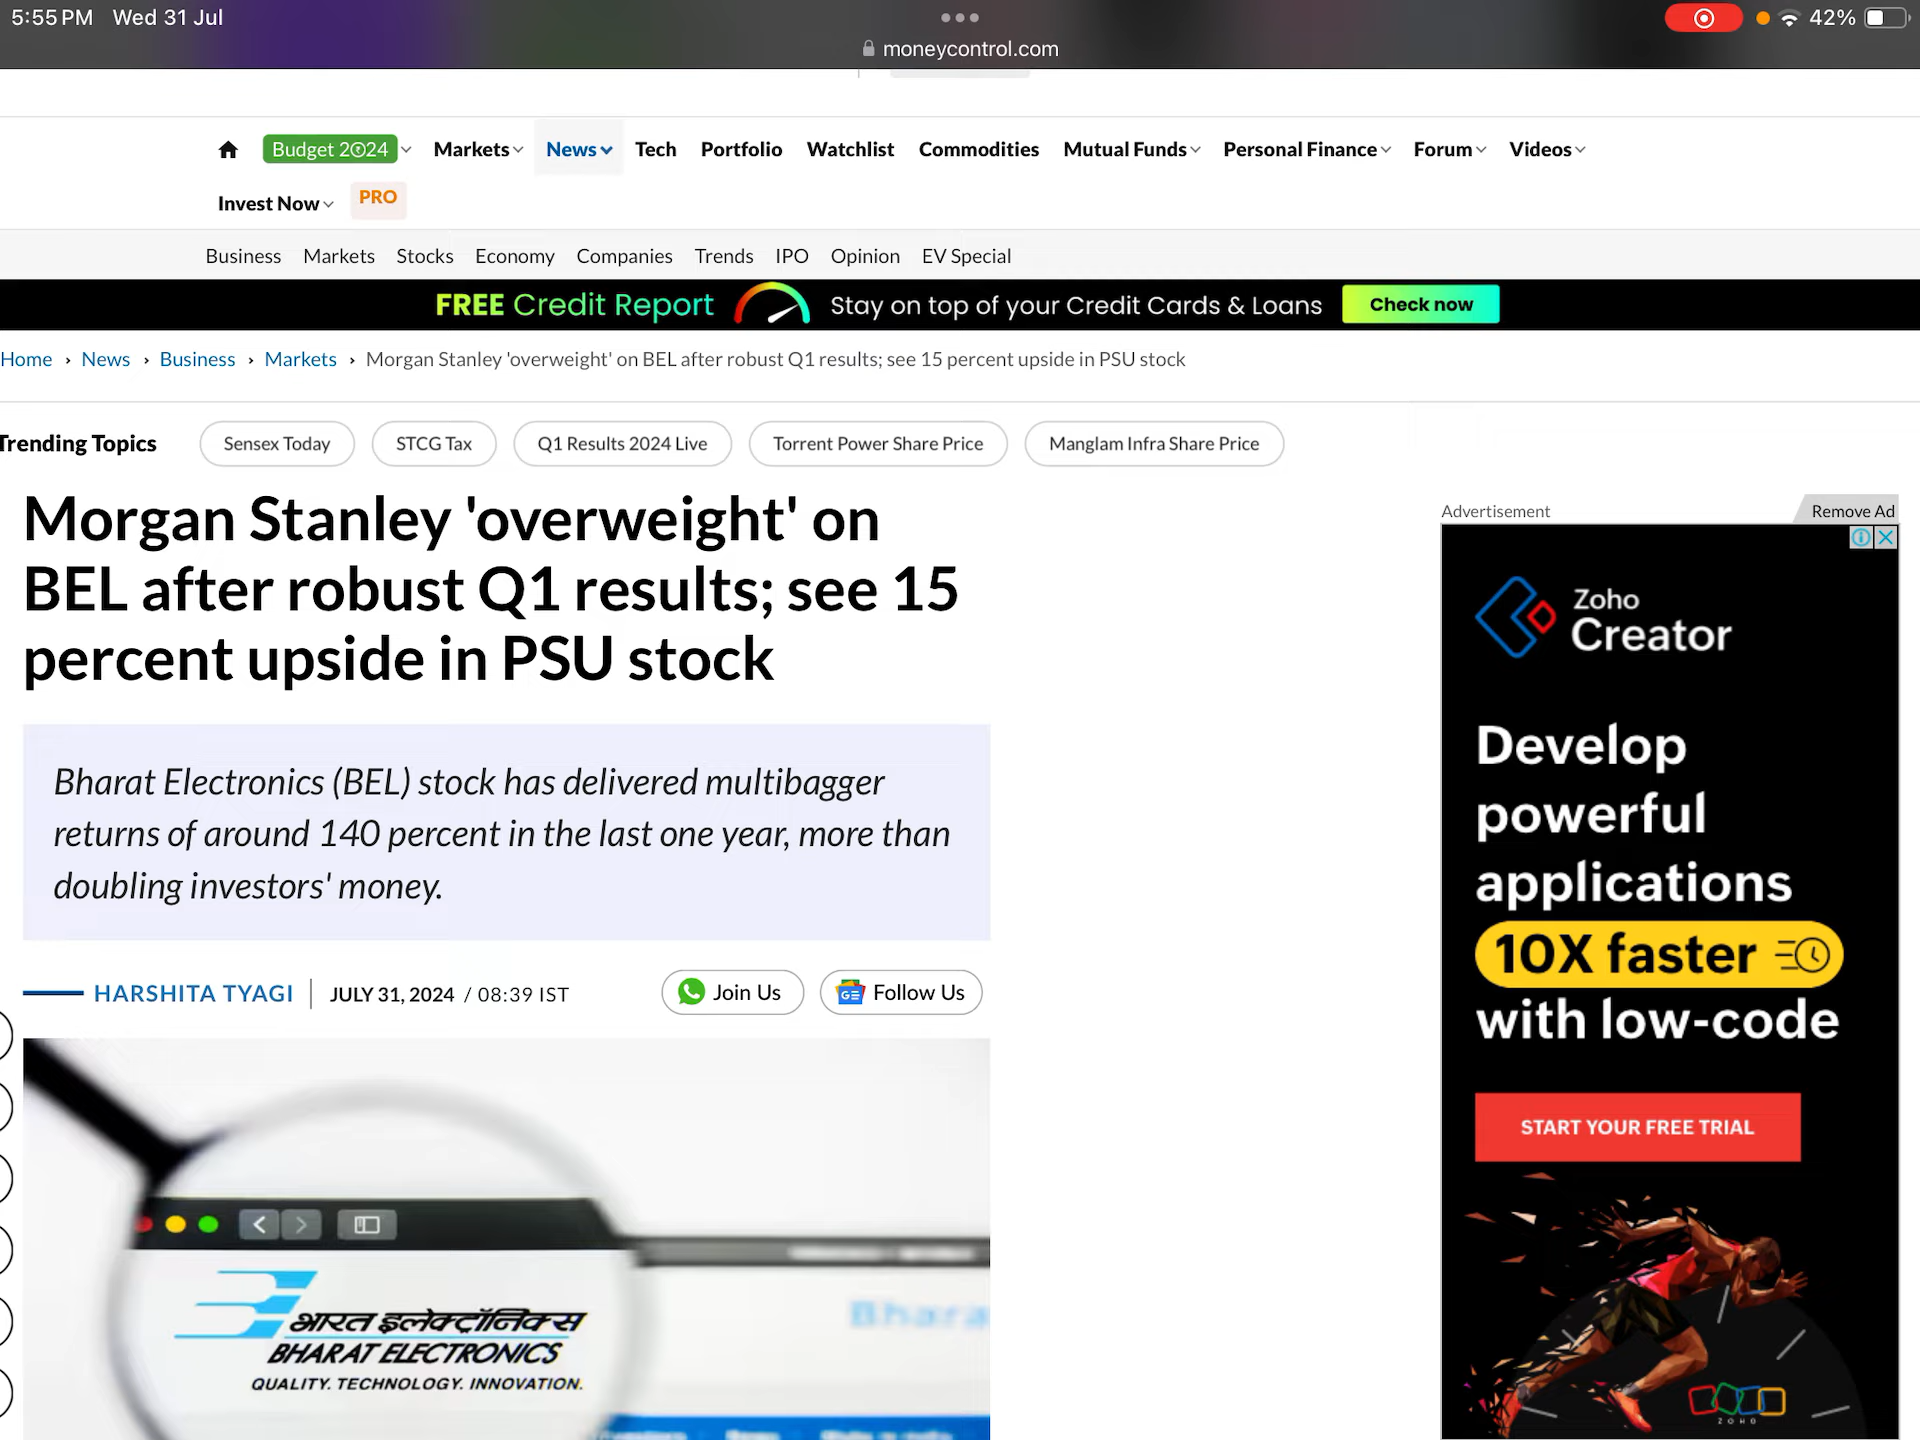 5:55 PM Wed 31 Jul
42%
moneycontrol.com
Budget 2024 Markets News Tech Portfolio Watchlist Commodities Mutual Funds Personal Finance Forum Videos
Invest Now PRO
Business Markets Stocks Economy Companies Trends IPO Opinion EV Special
FREE Credit Report Stay on top of your Credit Cards & Loans Check now
Home › News › Business › Markets › Morgan Stanley 'overweight' on BEL after robust Q1 results; see 15 percent upside in PSU stock
Trending Topics Sensex Today STCG Tax Q1 Results 2024 Live Torrent Power Share Price Manglam Infra Share Price
Morgan Stanley 'overweight' on
BEL after robust Q1 results; see 15
percent upside in PSU stock
Bharat Electronics (BEL) stock has delivered multibagger
returns of around 140 percent in the last one year, more than
doubling investors' money.
HARSHITA TYAGI | JULY 31, 2024 / 08:39 IST
Join Us
GE Follow Us
भारत इलेक्ट्रॉनिक्स
BHARAT ELECTRONICS
QUALITY. TECHNOLOGY. INNOVATION.
Bhara
Advertisement
Remove Ad
Zoho
Creator
Develop
powerful
applications
10X faster
with low-code
START YOUR FREE TRIAL
ZOHO